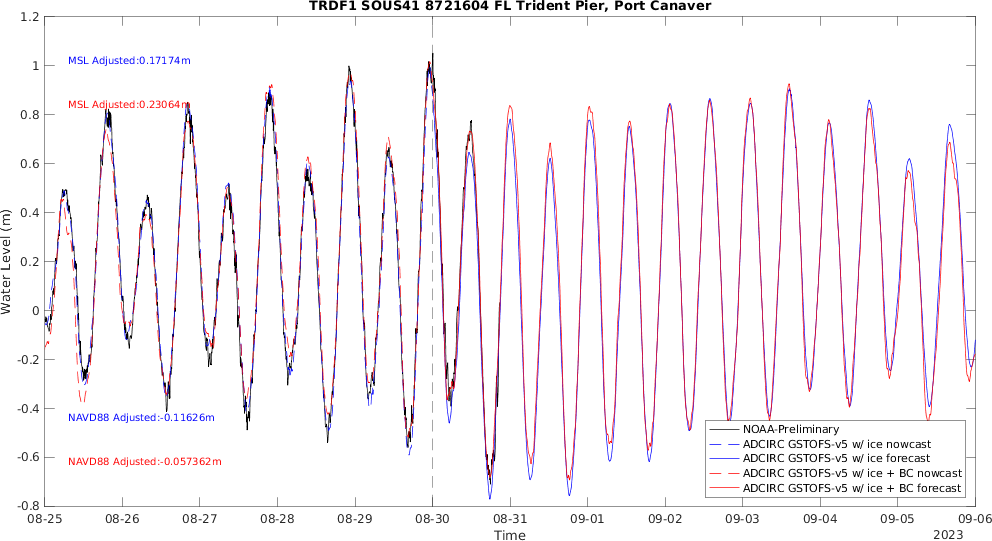 TRDF1 SOUS41 8721604 FL Trident Pier, Port Canaver
1.2
1
0.8
0.6
0.4
0.2
0
-0.2
-0.4
-0.6
-0.8
Water Level (m)
MSL Adjusted:0.17174m
MSL Adjusted:0.23064m
NAVD88 Adjusted:-0.11626m
NAVD88 Adjusted:-0.057362m
NOAA-Preliminary
ADCIRC GSTOFS-v5 w/ ice nowcast
ADCIRC GSTOFS-v5 w/ ice forecast
ADCIRC GSTOFS-v5 w/ ice + BC nowcast
ADCIRC GSTOFS-v5 w/ ice + BC forecast
08-25 08-26 08-27 08-28 08-29 08-30 08-31 09-01 09-02 09-03 09-04 09-05 09-06
Time
2023